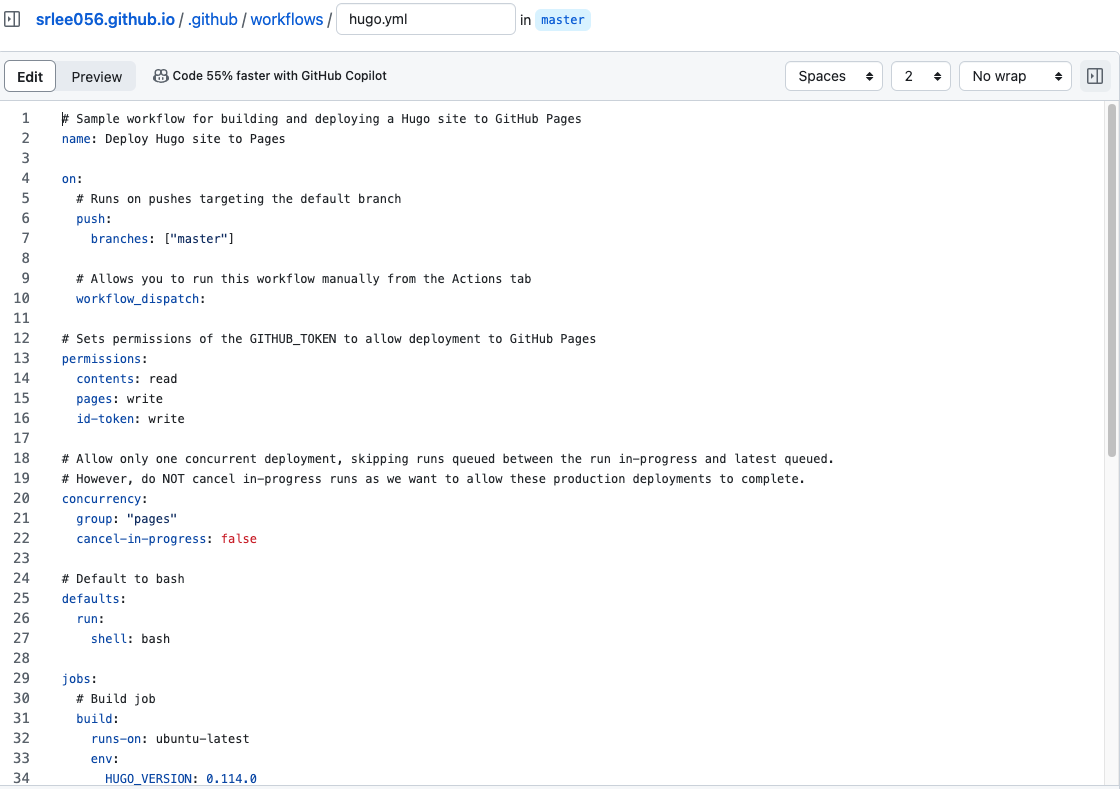 srlee056.github.io / .github / workflows / hugo.yml in master
Edit Preview Code 55% faster with GitHub Copilot Spaces 2 No wrap
1 # Sample workflow for building and deploying a Hugo site to GitHub Pages
2 name: Deploy Hugo site to Pages
3
4 on:
5 # Runs on pushes targeting the default branch
6 push:
7 branches: ["master"]
8
9 # Allows you to run this workflow manually from the Actions tab
10 workflow_dispatch:
11
12 # Sets permissions of the GITHUB_TOKEN to allow deployment to GitHub Pages
13 permissions:
14 contents: read
15 pages: write
16 id-token: write
17
18 # Allow only one concurrent deployment, skipping runs queued between the run in-progress and latest queued.
19 # However, do NOT cancel in-progress runs as we want to allow these production deployments to complete.
20 concurrency:
21 group: "pages"
22 cancel-in-progress: false
23
24 # Default to bash
25 defaults:
26 run:
27 shell: bash
28
29 jobs:
30 # Build job
31 build:
32 runs-on: ubuntu-latest
33 env:
34 HUGO_VERSION: 0.114.0